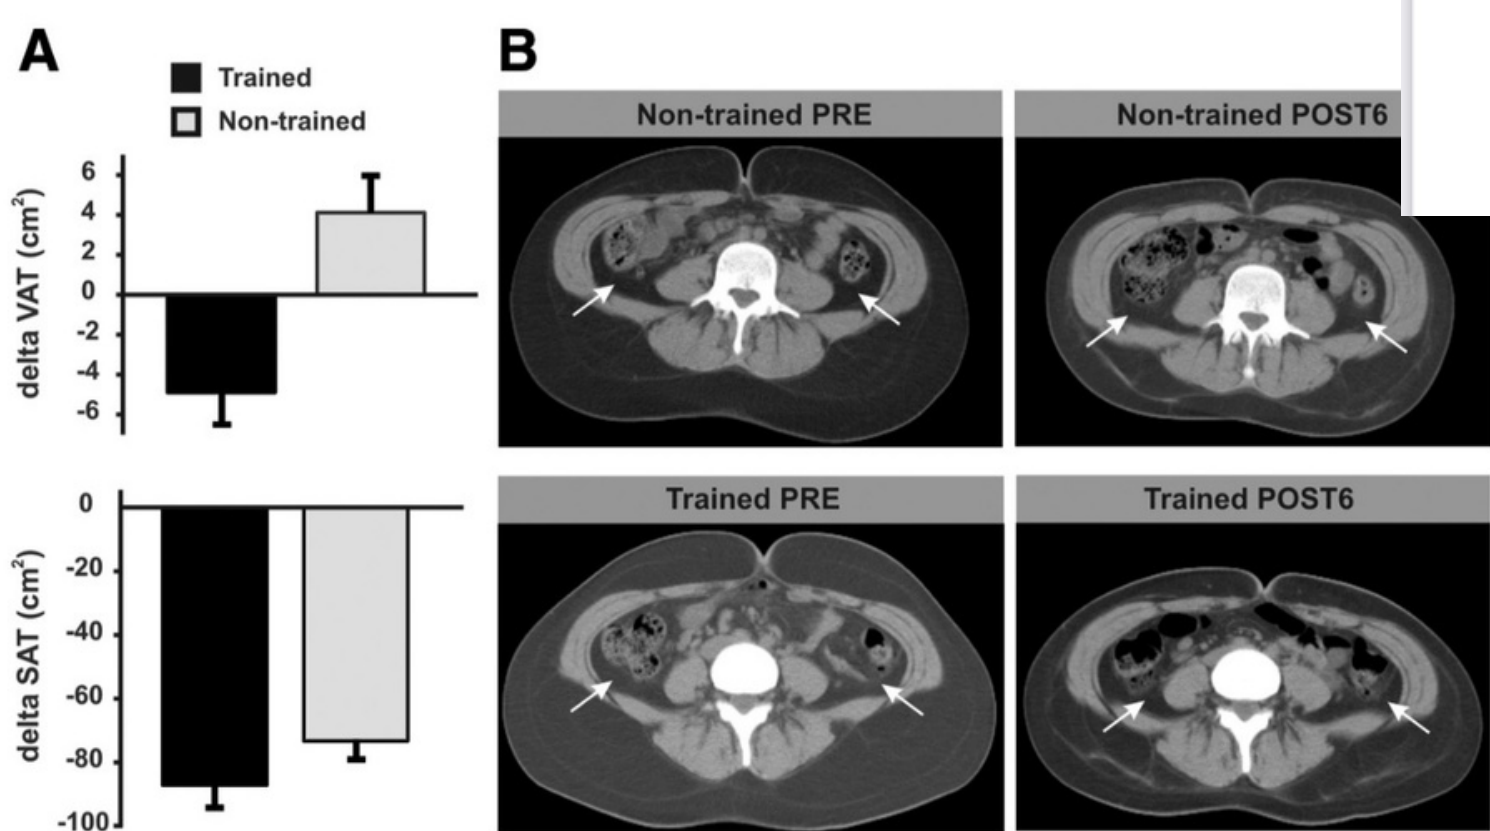 A
Trained
Non-trained
delta VAT (cm²)
6
4
2
0
-2
-4
-6
delta SAT (cm²)
0
-20
-40
-60
-80
-100
B
Non-trained PRE
Non-trained POST6
Trained PRE
Trained POST6